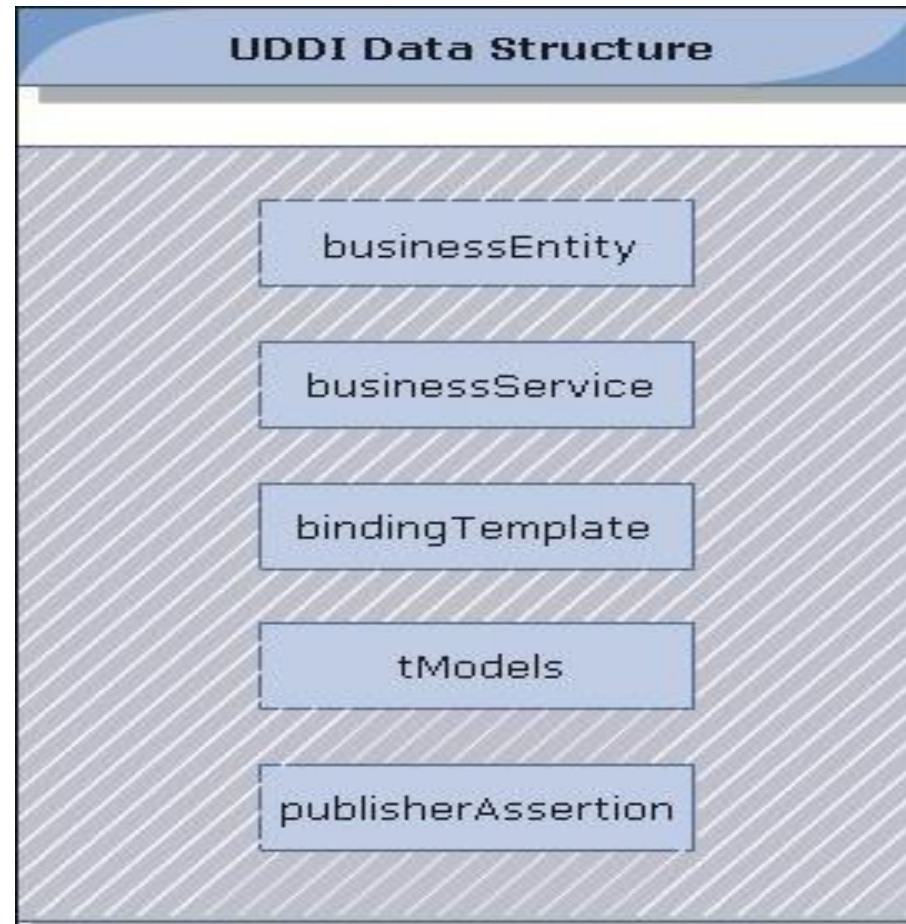 UDDI Data Structure
businessEntity
businessService
bindingTemplate
tModels
publisherAssertion